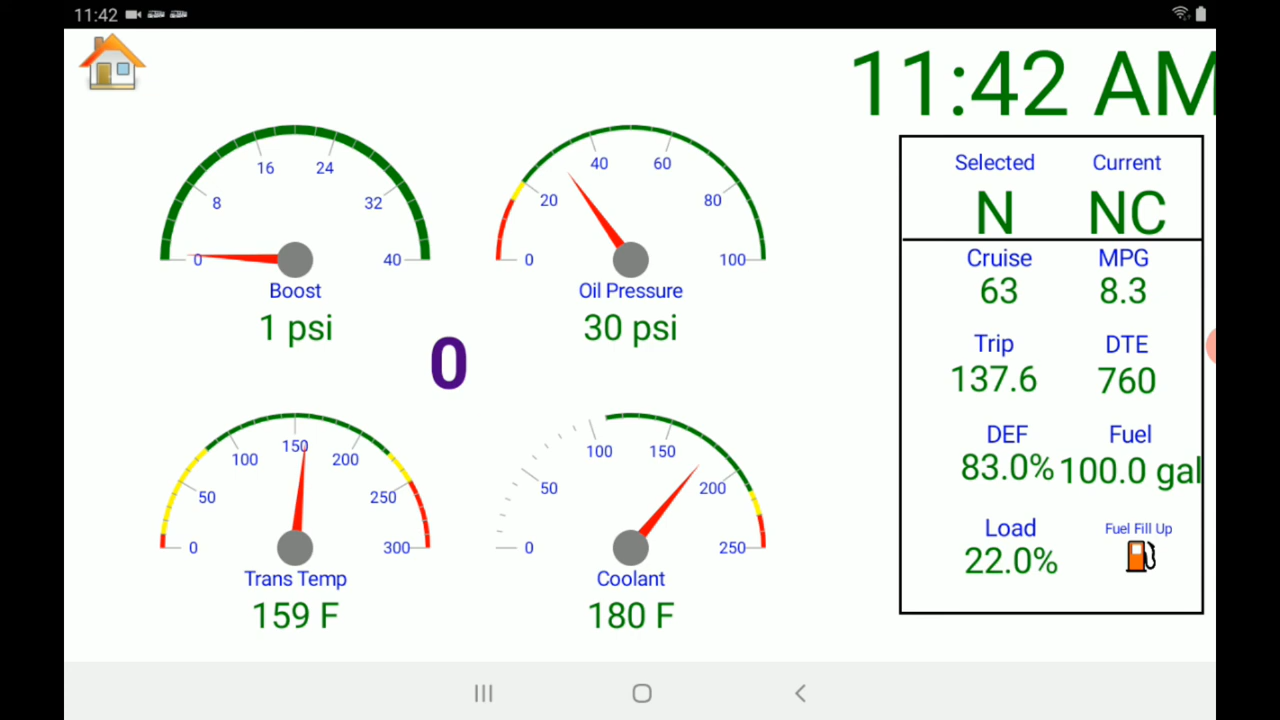 11:42
11:42 AM
16 24
8 32
0 40
Boost
1 psi
40 60
20 80
0 100
Oil Pressure
30 psi
0
150
100 200
50 250
0 300
Trans Temp
159 F
100 150
50 200
0 250
Coolant
180 F
Selected Current
N NC
Cruise MPG
63 8.3
Trip DTE
137.6 760
DEF Fuel
83.0% 100.0 gal
Load Fuel Fill Up
22.0%